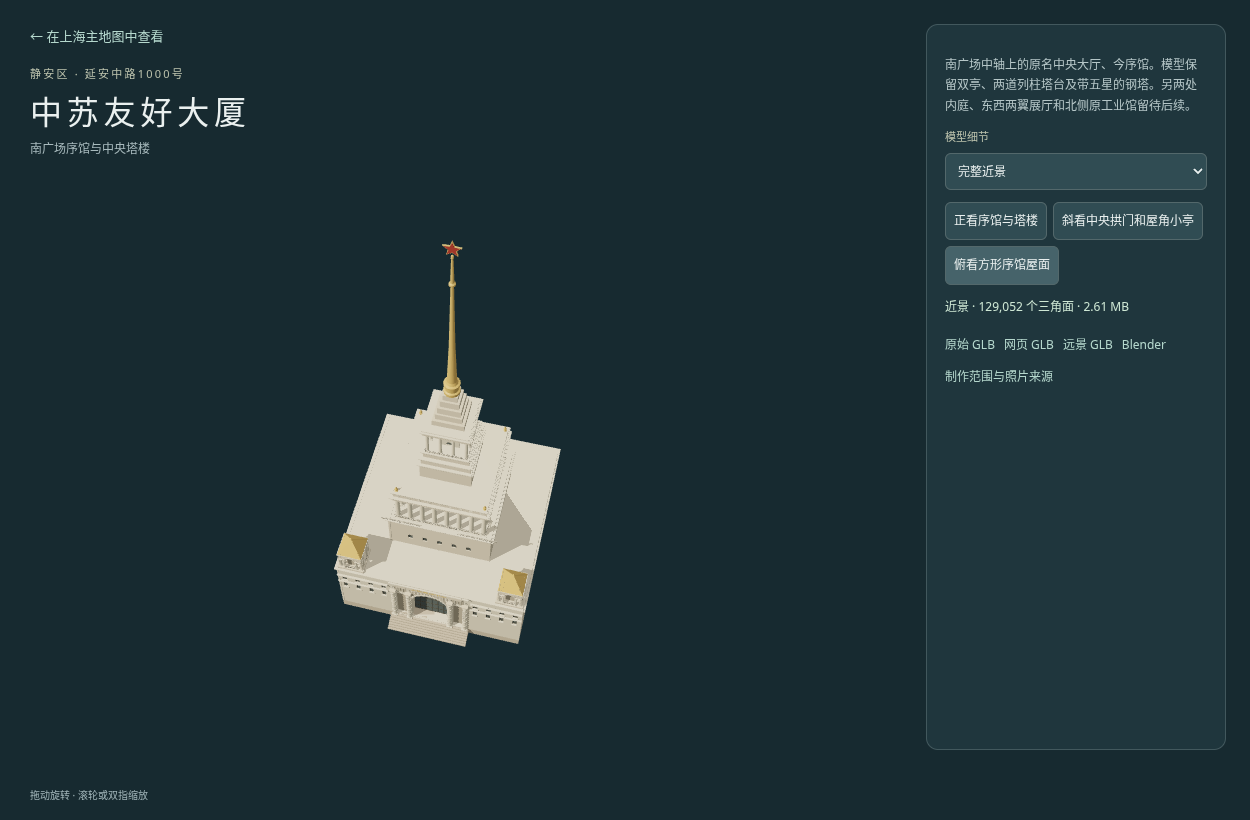 ← 在上海主地图中查看
静安区 · 延安中路1000号
中苏友好大厦
南广场序馆与中央塔楼
南广场中轴上的原名中央大厅、今序馆。模型保
留双亭、两道列柱塔台及带五星的钢塔。另两处
内庭、东西两翼展厅和北侧原工业馆留待后续。
模型细节
完整近景
正看序馆与塔楼
斜看中央拱门和屋角小亭
俯看方形序馆屋面
近景 · 129,052 个三角面 · 2.61 MB
原始 GLB 网页 GLB 远景 GLB Blender
制作范围与照片来源
拖动旋转 · 滚轮或双指缩放